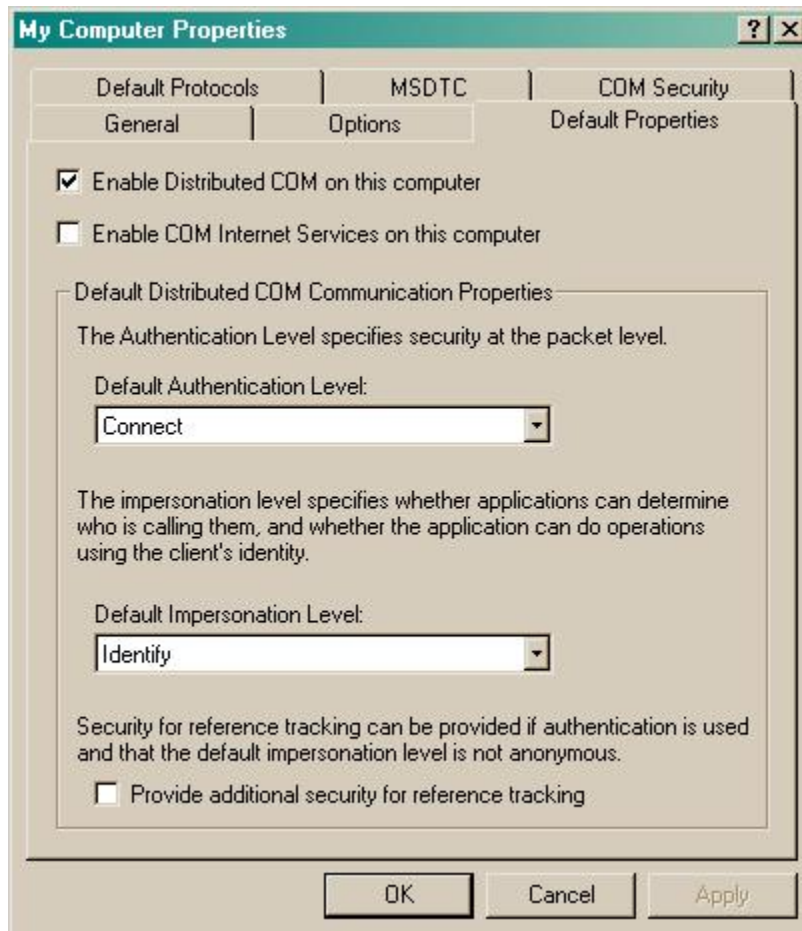 My Computer Properties
Default Protocols MSDTC COM Security
General Options Default Properties
Enable Distributed COM on this computer
Enable COM Internet Services on this computer
Default Distributed COM Communication Properties
The Authentication Level specifies security at the packet level.
Default Authentication Level:
Connect
The impersonation level specifies whether applications can determine
who is calling them, and whether the application can do operations
using the client's identity.
Default Impersonation Level:
Identify
Security for reference tracking can be provided if authentication is used
and that the default impersonation level is not anonymous.
Provide additional security for reference tracking
OK Cancel Apply